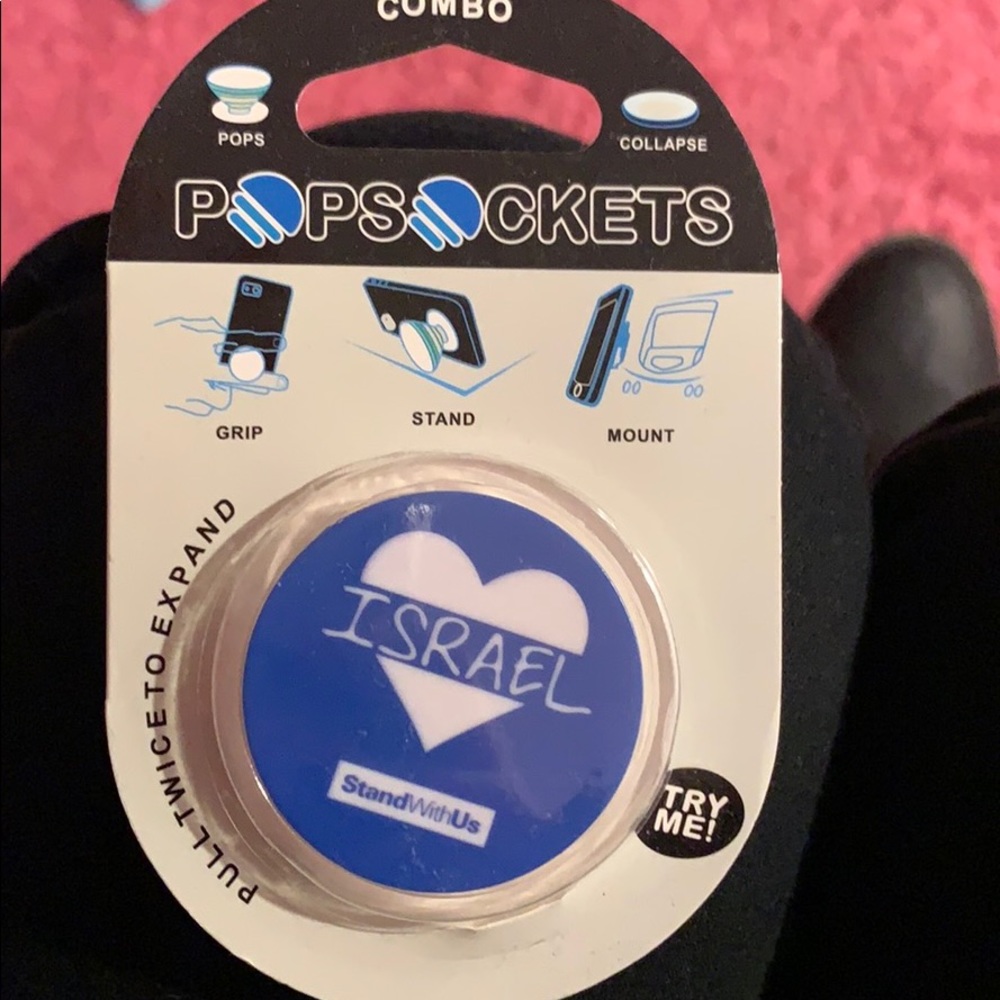 COMBO
POPS
COLLAPSE
POPSOCKETS
GRIP
STAND
MOUNT
PULL TWICE TO EXPAND
ISRAEL
StandWithUs
TRY
ME!